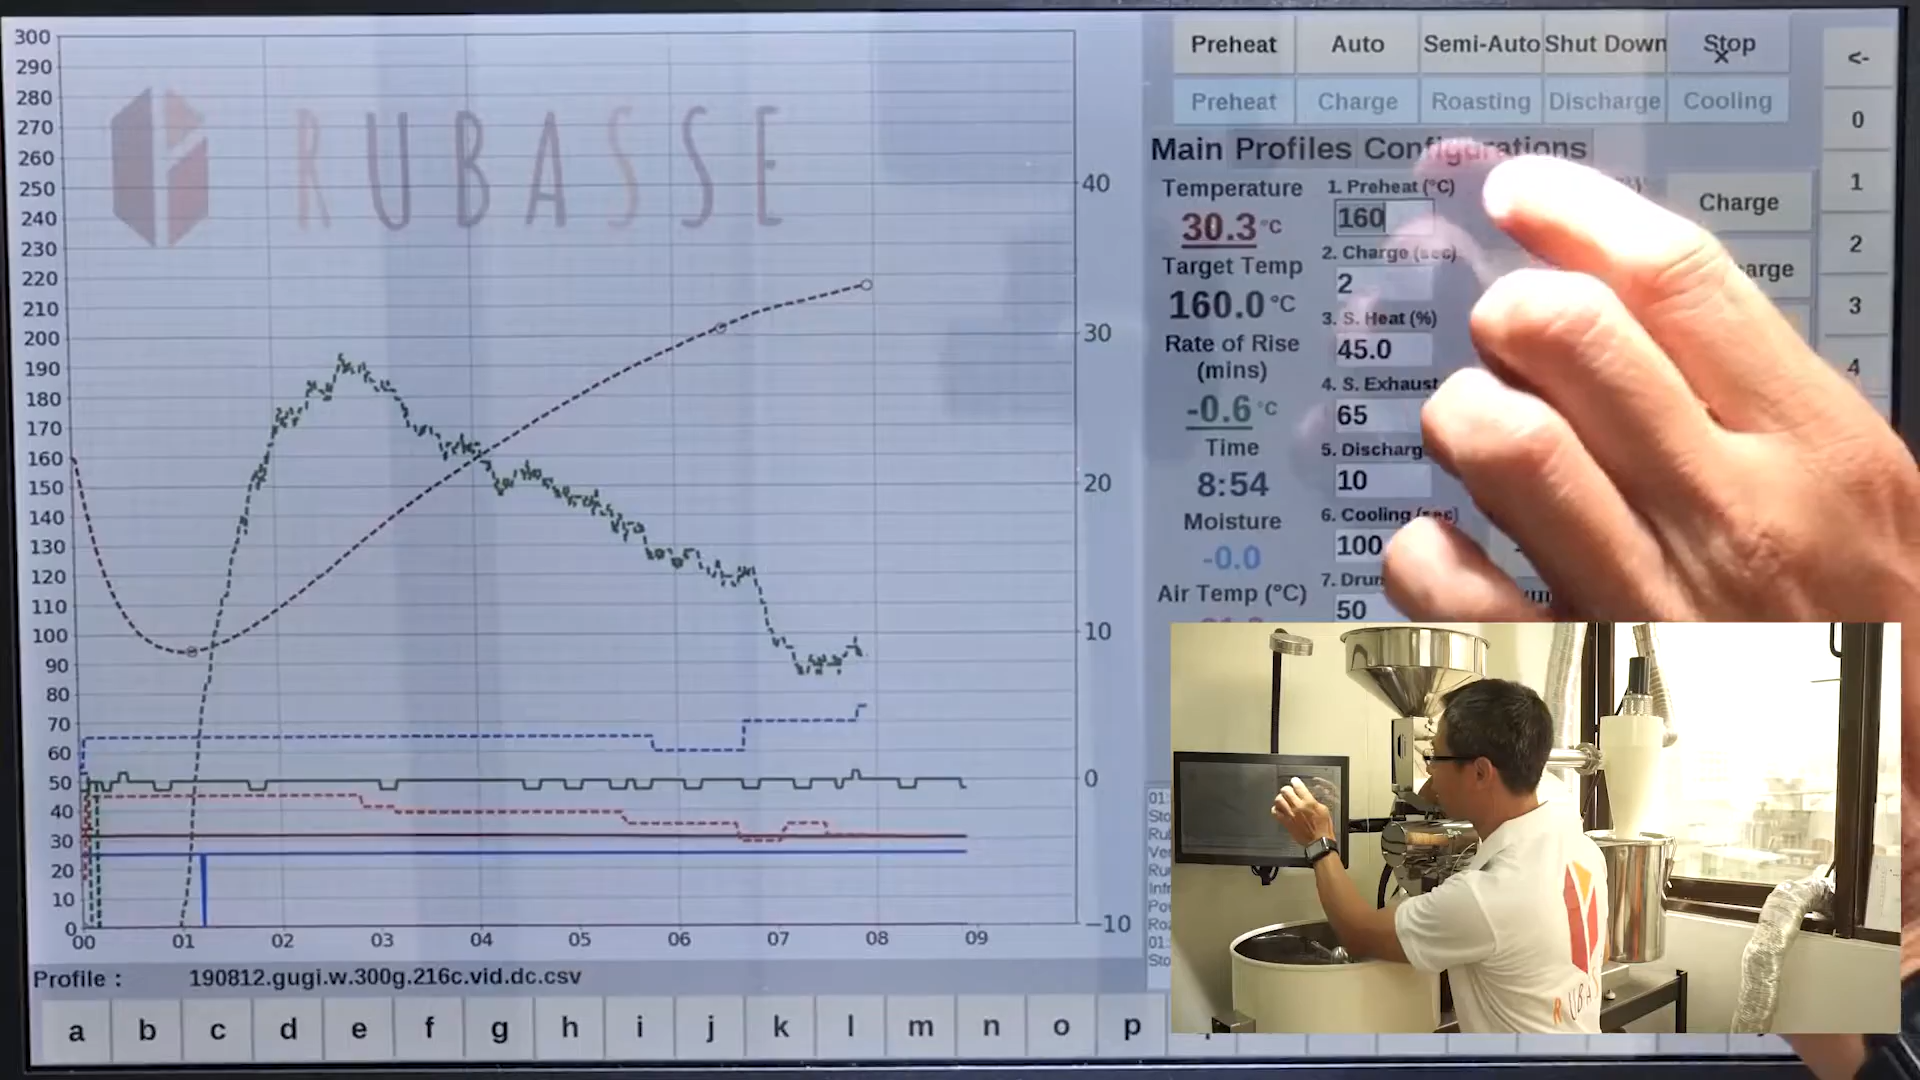 Preheat Auto Semi-Auto Shut Down Stop
Preheat Charge Roasting Discharge Cooling
Main Profiles Configurations
RUBASSE
300
290
280
270
260
250
240
230
220
210
200
190
180
170
160
150
140
130
120
110
100
90
80
70
60
50
40
30
20
10
0
40
30
20
10
0
-10
00 01 02 03 04 05 06 07 08 09
Temperature
30.3 °C
Target Temp
160.0 °C
Rate of Rise
(mins)
-0.6 °C
Time
8:54
Moisture
-0.0
Air Temp (°C)
1. Preheat (°C)
160
2. Charge (sec)
2
3. S. Heat (%)
45.0
4. S. Exhaust
65
5. Discharg
10
6. Cooling (sec)
100
7. Drum
50
Charge
arge
<-
0
1
2
3
4
Profile : 190812.gugi.w.300g.216c.vid.dc.csv
a b c d e f g h i j k l m n o p
RUBAS